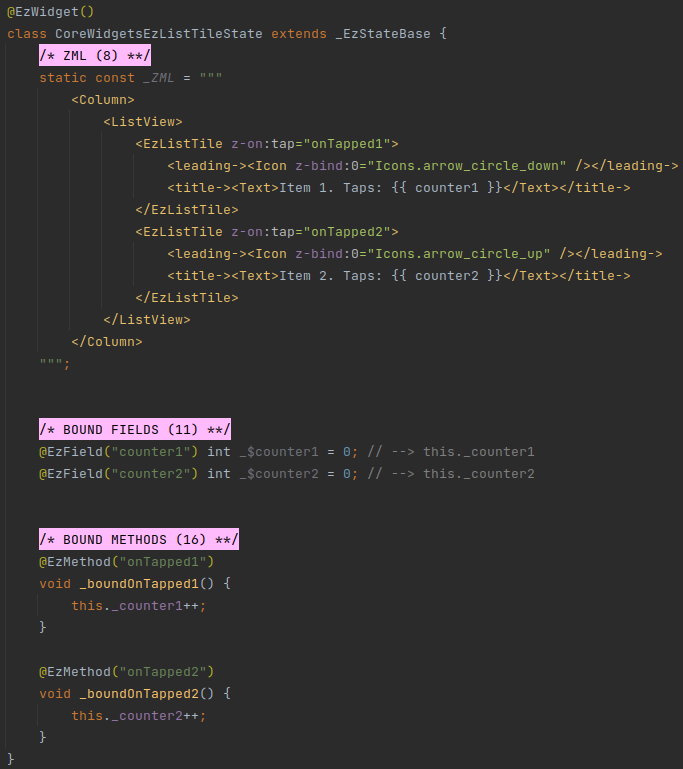 @EzWidget()
class CoreWidgetsEzListTileState extends _EzStateBase {
    /* ZML (8) **/
    static const _ZML = """
        <Column>
            <ListView>
                <EzListTile z-on:tap="onTapped1">
                    <leading-><Icon z-bind:0="Icons.arrow_circle_down" /></leading->
                    <title-><Text>Item 1. Taps: {{ counter1 }}</Text></title->
                </EzListTile>
                <EzListTile z-on:tap="onTapped2">
                    <leading-><Icon z-bind:0="Icons.arrow_circle_up" /></leading->
                    <title-><Text>Item 2. Taps: {{ counter2 }}</Text></title->
                </EzListTile>
            </ListView>
        </Column>
    """;
    /* BOUND FIELDS (11) **/
    @EzField("counter1") int _$counter1 = 0; // --> this._counter1
    @EzField("counter2") int _$counter2 = 0; // --> this._counter2
    /* BOUND METHODS (16) **/
    @EzMethod("onTapped1")
    void _boundOnTapped1() {
        this._counter1++;
    }
    @EzMethod("onTapped2")
    void _boundOnTapped2() {
        this._counter2++;
    }
}